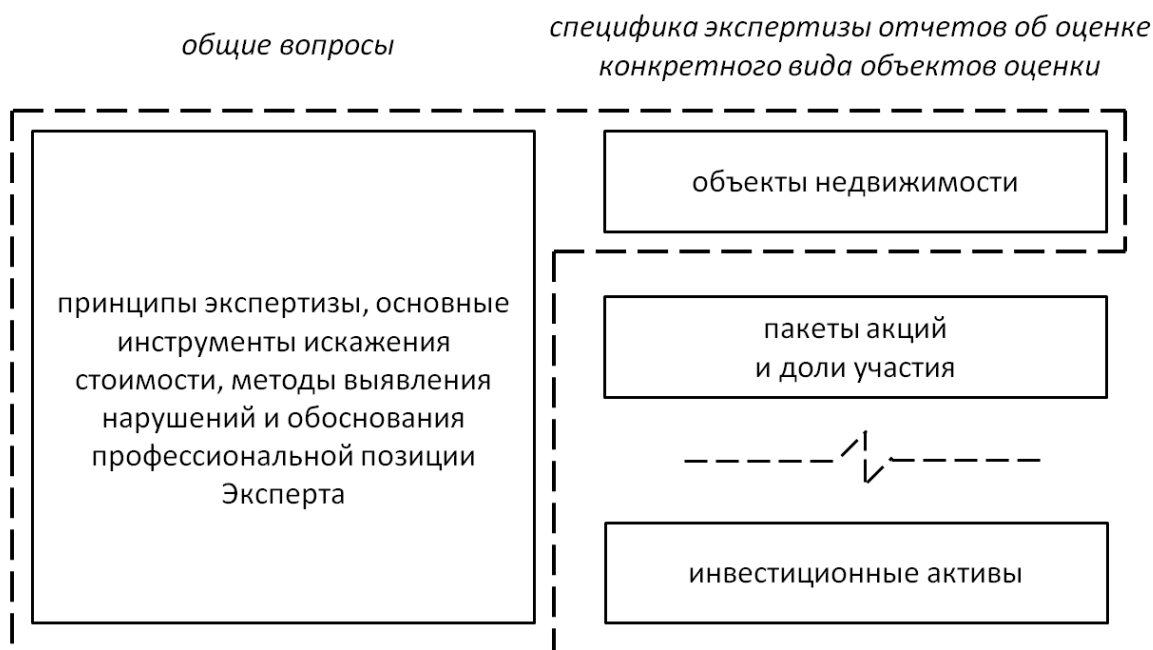 общие вопросы
специфика экспертизы отчетов об оценке
конкретного вида объектов оценки
принципы экспертизы, основные
инструменты искажения
стоимости, методы выявления
нарушений и обоснования
профессиональной позиции
Эксперта
объекты недвижимости
пакеты акций
и доли участия
инвестиционные активы